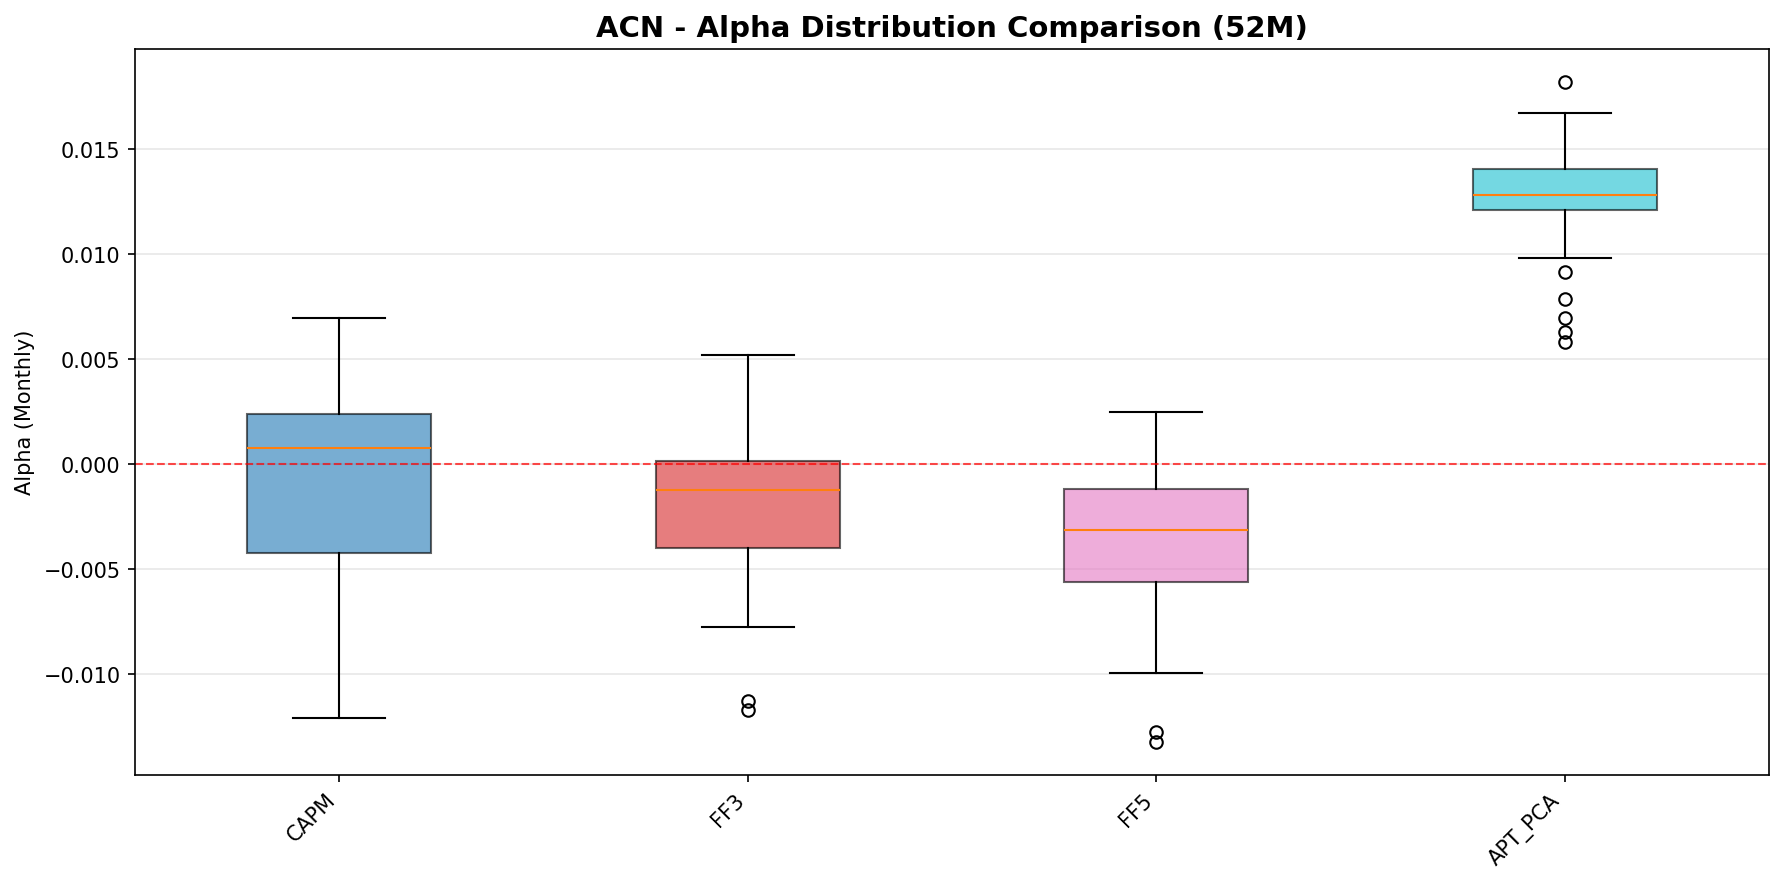 ACN - Alpha Distribution Comparison (52M)
Alpha (Monthly)
0.015
0.010
0.005
0.000
−0.005
−0.010
CAPM
FF3
FF5
APT_PCA